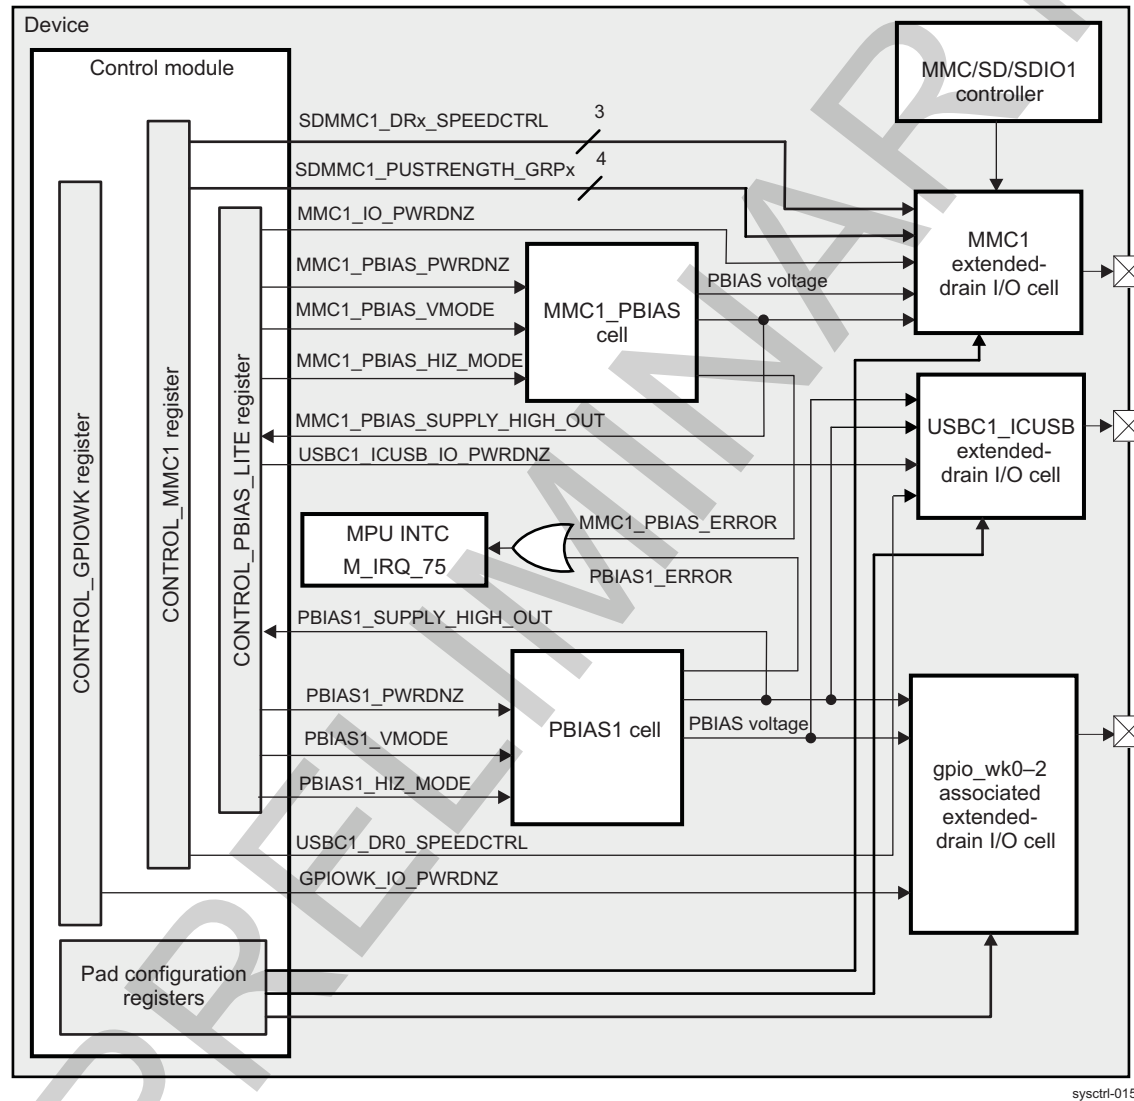 Device
Control module
MMC/SD/SDIO1
controller
SDMMC1_DRx_SPEEDCTRL
3
SDMMC1_PUSTRENGTH_GRPx
4
MMC1_IO_PWRDNZ
MMC1
extended-
drain I/O cell
MMC1_PBIAS_PWRDNZ
PBIAS voltage
MMC1_PBIAS_VMODE
MMC1_PBIAS
cell
MMC1_PBIAS_HIZ_MODE
MMC1_PBIAS_SUPPLY_HIGH_OUT
USBC1_ICUSB
extended-
drain I/O cell
USBC1_ICUSB_IO_PWRDNZ
CONTROL_GPIOWK register
CONTROL_MMC1 register
CONTROL_PBIAS_LITE register
MPU INTC
M_IRQ_75
MMC1_PBIAS_ERROR
PBIAS1_ERROR
PBIAS1_SUPPLY_HIGH_OUT
PBIAS1_PWRDNZ
PBIAS1 cell
PBIAS voltage
PBIAS1_VMODE
PBIAS1_HIZ_MODE
gpio_wk0–2
associated
extended-
drain I/O cell
USBC1_DR0_SPEEDCTRL
GPIOWK_IO_PWRDNZ
Pad configuration
registers
sysctrl-015